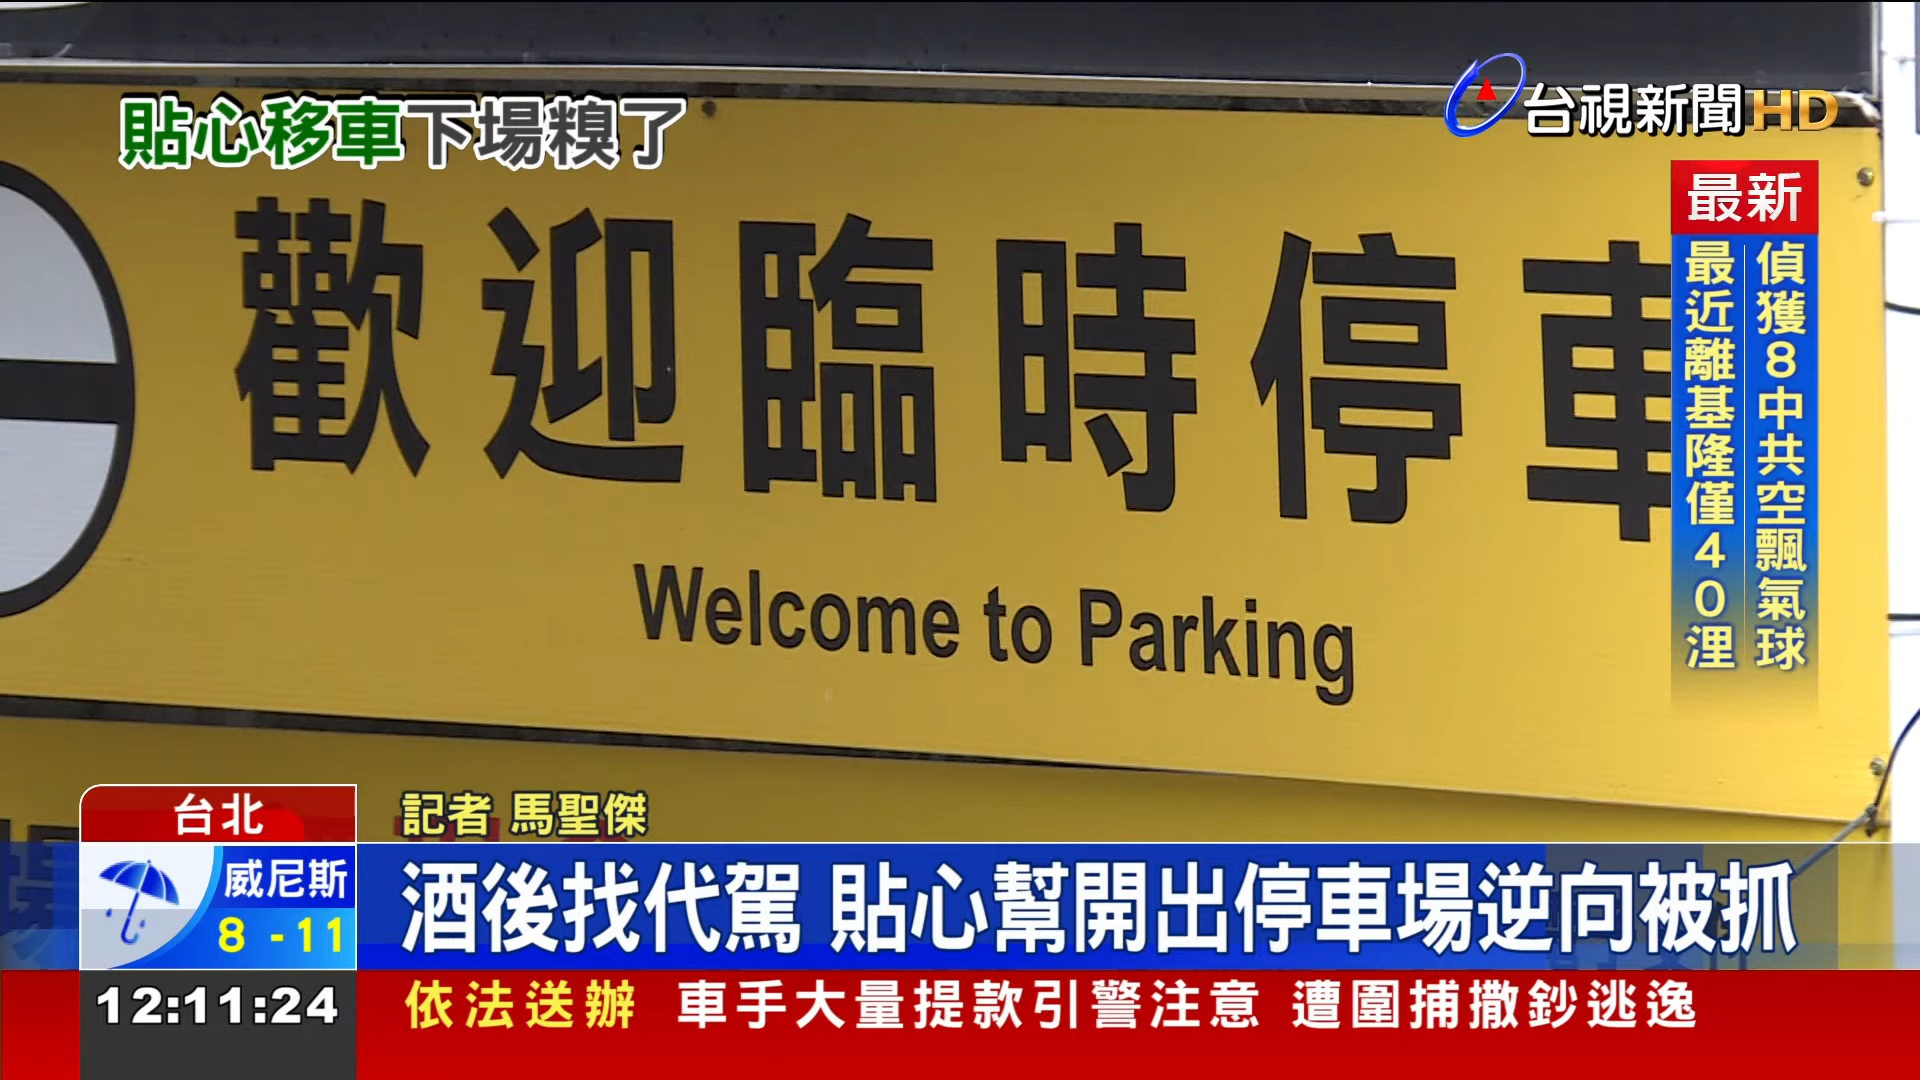 貼心移車下場糗了
台視新聞HD
最新
偵獲8中共空飄氣球
最近離基隆僅40浬
歡迎臨時停車
Welcome to Parking
台北
威尼斯
8 - 11
12:11:24
記者 馬聖傑
酒後找代駕 貼心幫開出停車場逆向被抓
依法送辦 車手大量提款引警注意 遭圍捕撒鈔逃逸